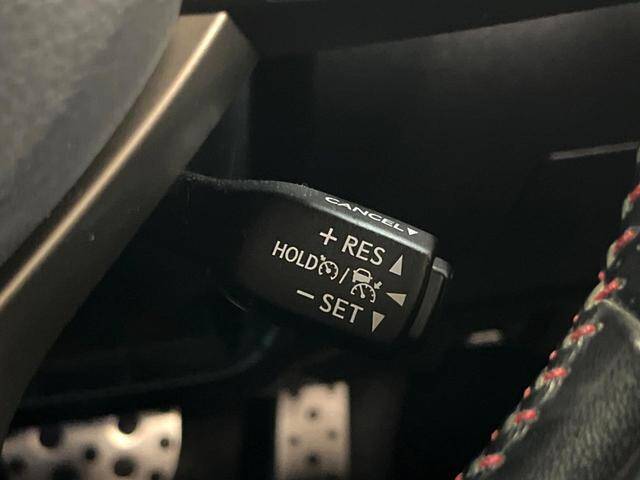 CANCEL▼
+ RES ▲
HOLD /
− SET ▼